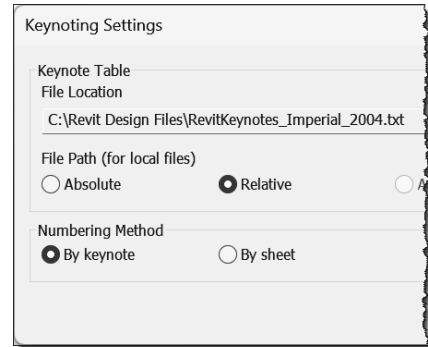 Keynoting Settings
Keynote Table
File Location
C:\Revit Design Files\RevitKeynotes_Imperial_2004.txt
File Path (for local files)
Absolute Relative A
Numbering Method
By keynote By sheet